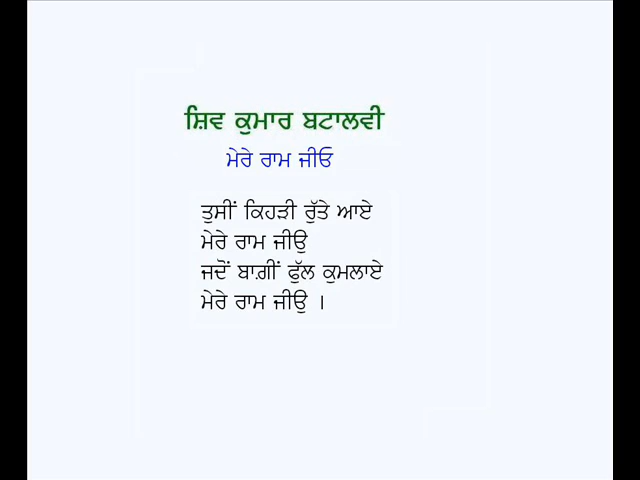 ਸ਼ਿਵ ਕੁਮਾਰ ਬਟਾਲਵੀ
ਮੇਰੇ ਰਾਮ ਜੀਓ
ਤੁਸੀਂ ਕਿਹੜੀ ਰੁੱਤੇ ਆਏ
ਮੇਰੇ ਰਾਮ ਜੀਉ
ਜਦੋਂ ਬਾਗ਼ੀਂ ਫੁੱਲ ਕੁਮਲਾਏ
ਮੇਰੇ ਰਾਮ ਜੀਉ ।